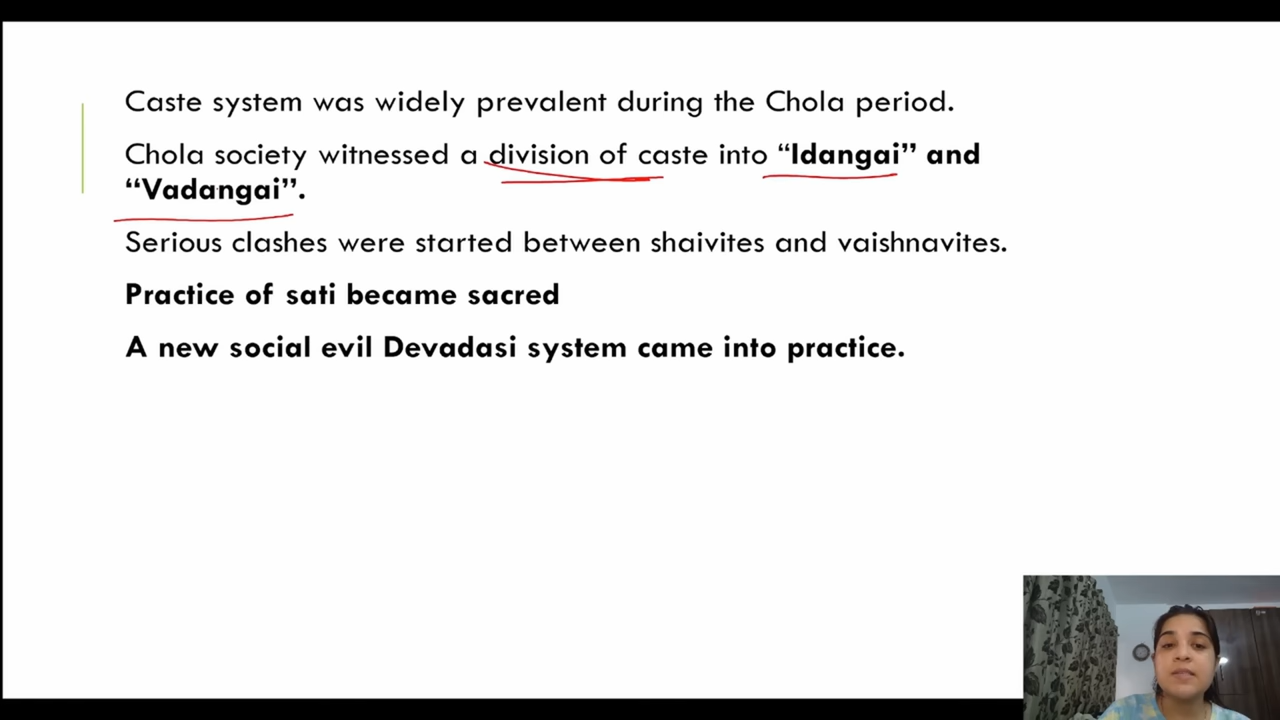 Caste system was widely prevalent during the Chola period.
Chola society witnessed a division of caste into “Idangai” and
“Vadangai”.
Serious clashes were started between shaivites and vaishnavites.
Practice of sati became sacred
A new social evil Devadasi system came into practice.